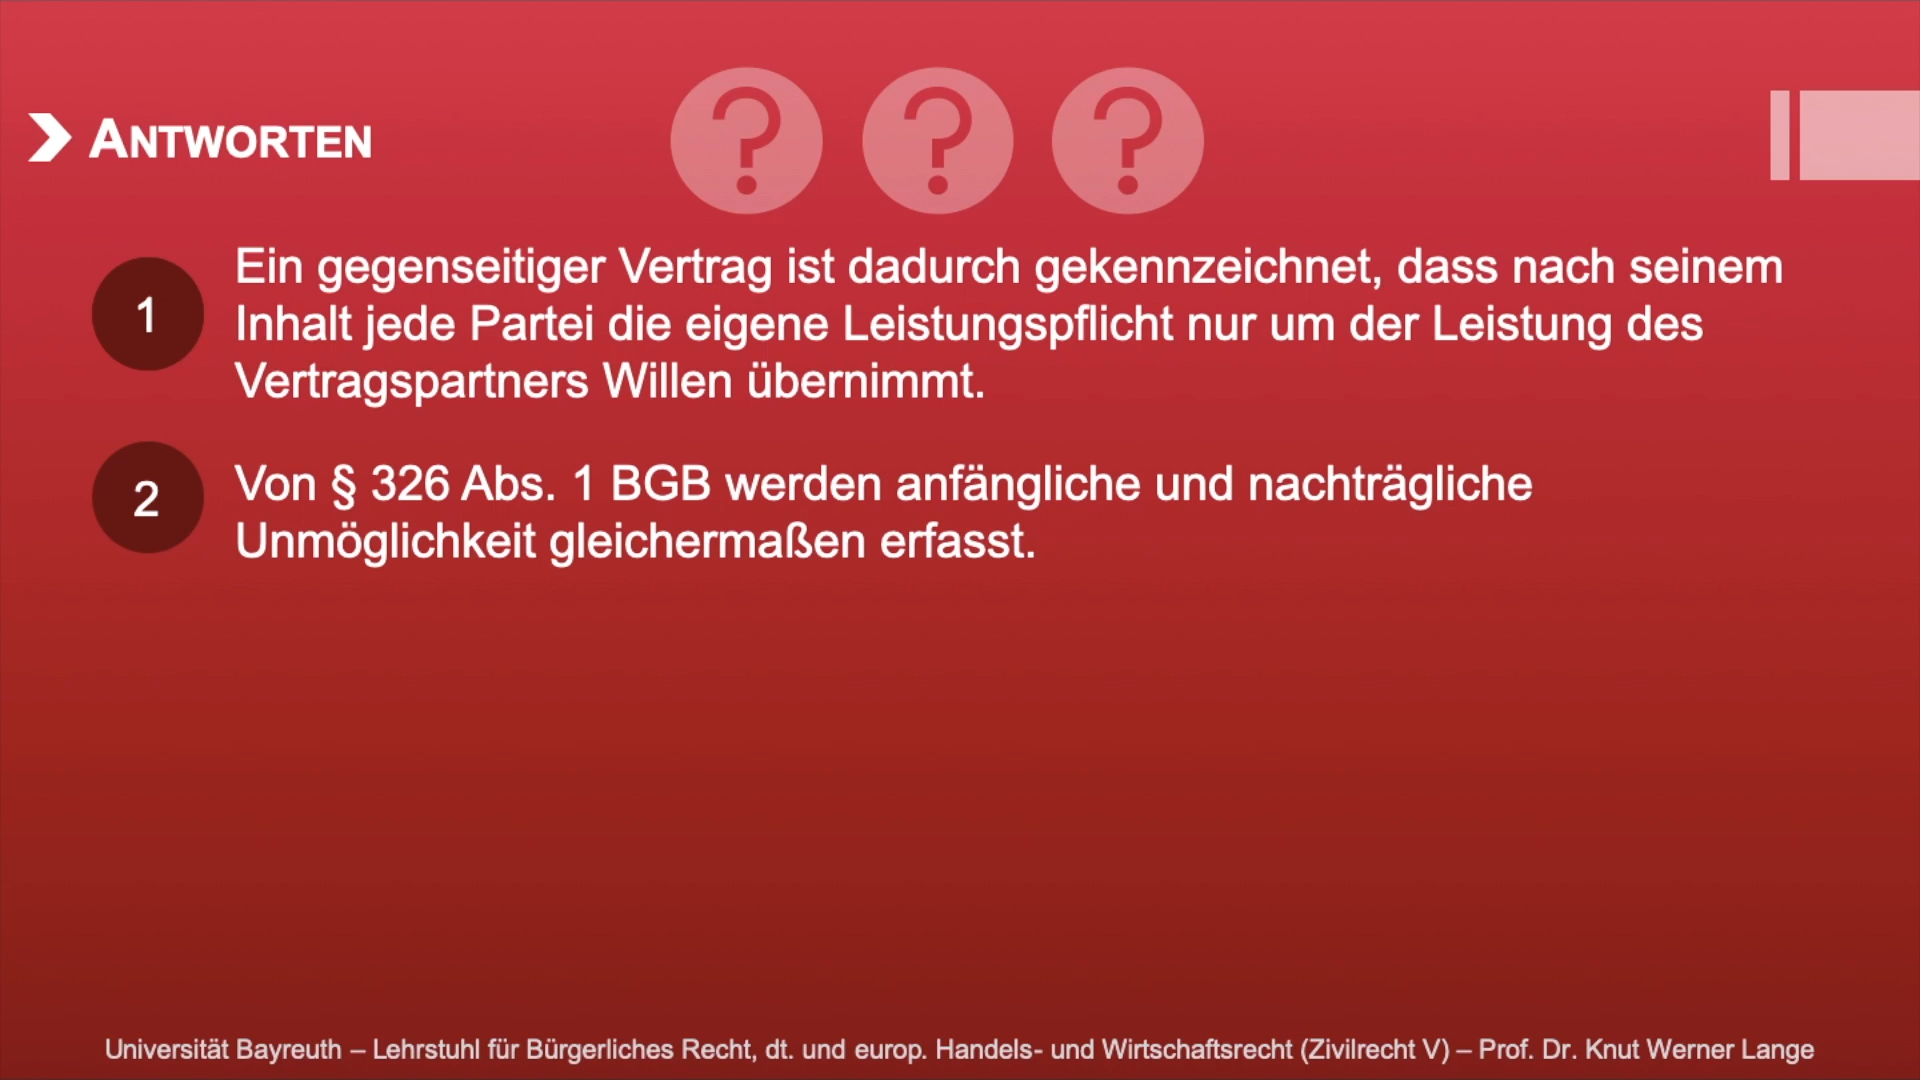 ANTWORTEN
? ? ?
1
Ein gegenseitiger Vertrag ist dadurch gekennzeichnet, dass nach seinem
Inhalt jede Partei die eigene Leistungspflicht nur um der Leistung des
Vertragspartners Willen übernimmt.
2
Von § 326 Abs. 1 BGB werden anfängliche und nachträgliche
Unmöglichkeit gleichermaßen erfasst.
Universität Bayreuth – Lehrstuhl für Bürgerliches Recht, dt. und europ. Handels- und Wirtschaftsrecht (Zivilrecht V) – Prof. Dr. Knut Werner Lange